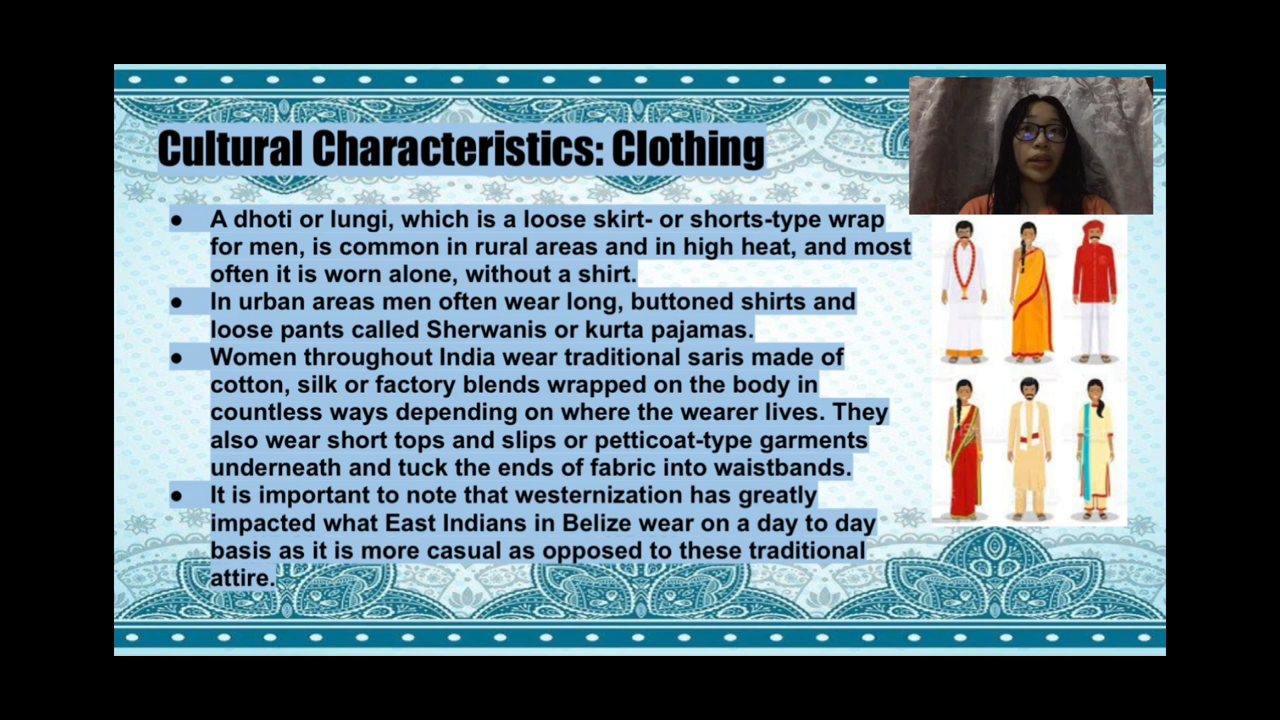 Cultural Characteristics: Clothing
● A dhoti or lungi, which is a loose skirt- or shorts-type wrap
for men, is common in rural areas and in high heat, and most
often it is worn alone, without a shirt.
● In urban areas men often wear long, buttoned shirts and
loose pants called Sherwanis or kurta pajamas.
● Women throughout India wear traditional saris made of
cotton, silk or factory blends wrapped on the body in
countless ways depending on where the wearer lives. They
also wear short tops and slips or petticoat-type garments
underneath and tuck the ends of fabric into waistbands.
● It is important to note that westernization has greatly
impacted what East Indians in Belize wear on a day to day
basis as it is more casual as opposed to these traditional
attire.